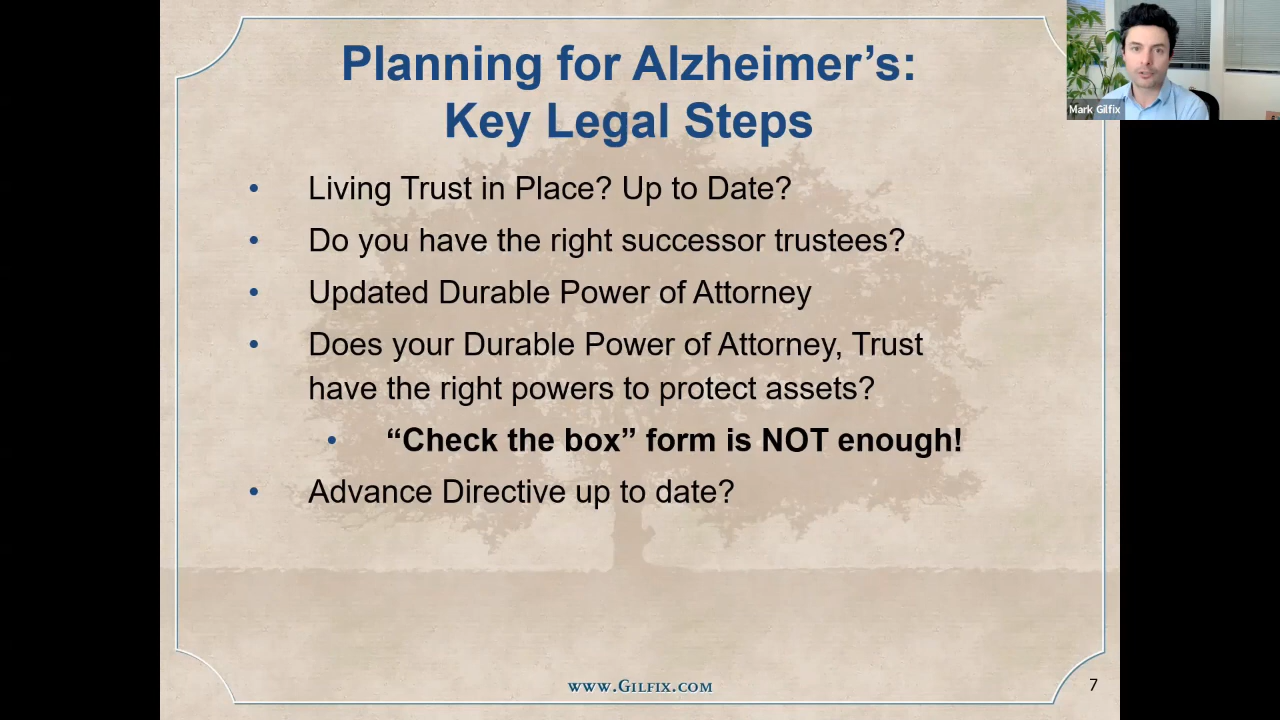 Planning for Alzheimer’s:
Key Legal Steps
Mark Gilfix
• Living Trust in Place? Up to Date?
• Do you have the right successor trustees?
• Updated Durable Power of Attorney
• Does your Durable Power of Attorney, Trust
have the right powers to protect assets?
• “Check the box” form is NOT enough!
• Advance Directive up to date?
www.Gilfix.com
7